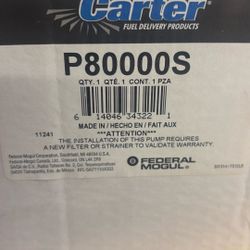 Carter
FUEL DELIVERY PRODUCTS
P80000S
QTY. 1 QTÉ. 1 CONT. 1 PZA
6 14046 34322 1
MADE IN / HECHO EN / FAIT AUX
11241 **ATTENTION**
THE INSTALLATION OF THIS PUMP REQUIRES
A NEW FILTER OR STRAINER TO VALIDATE WARRANTY.
FEDERAL
MOGUL